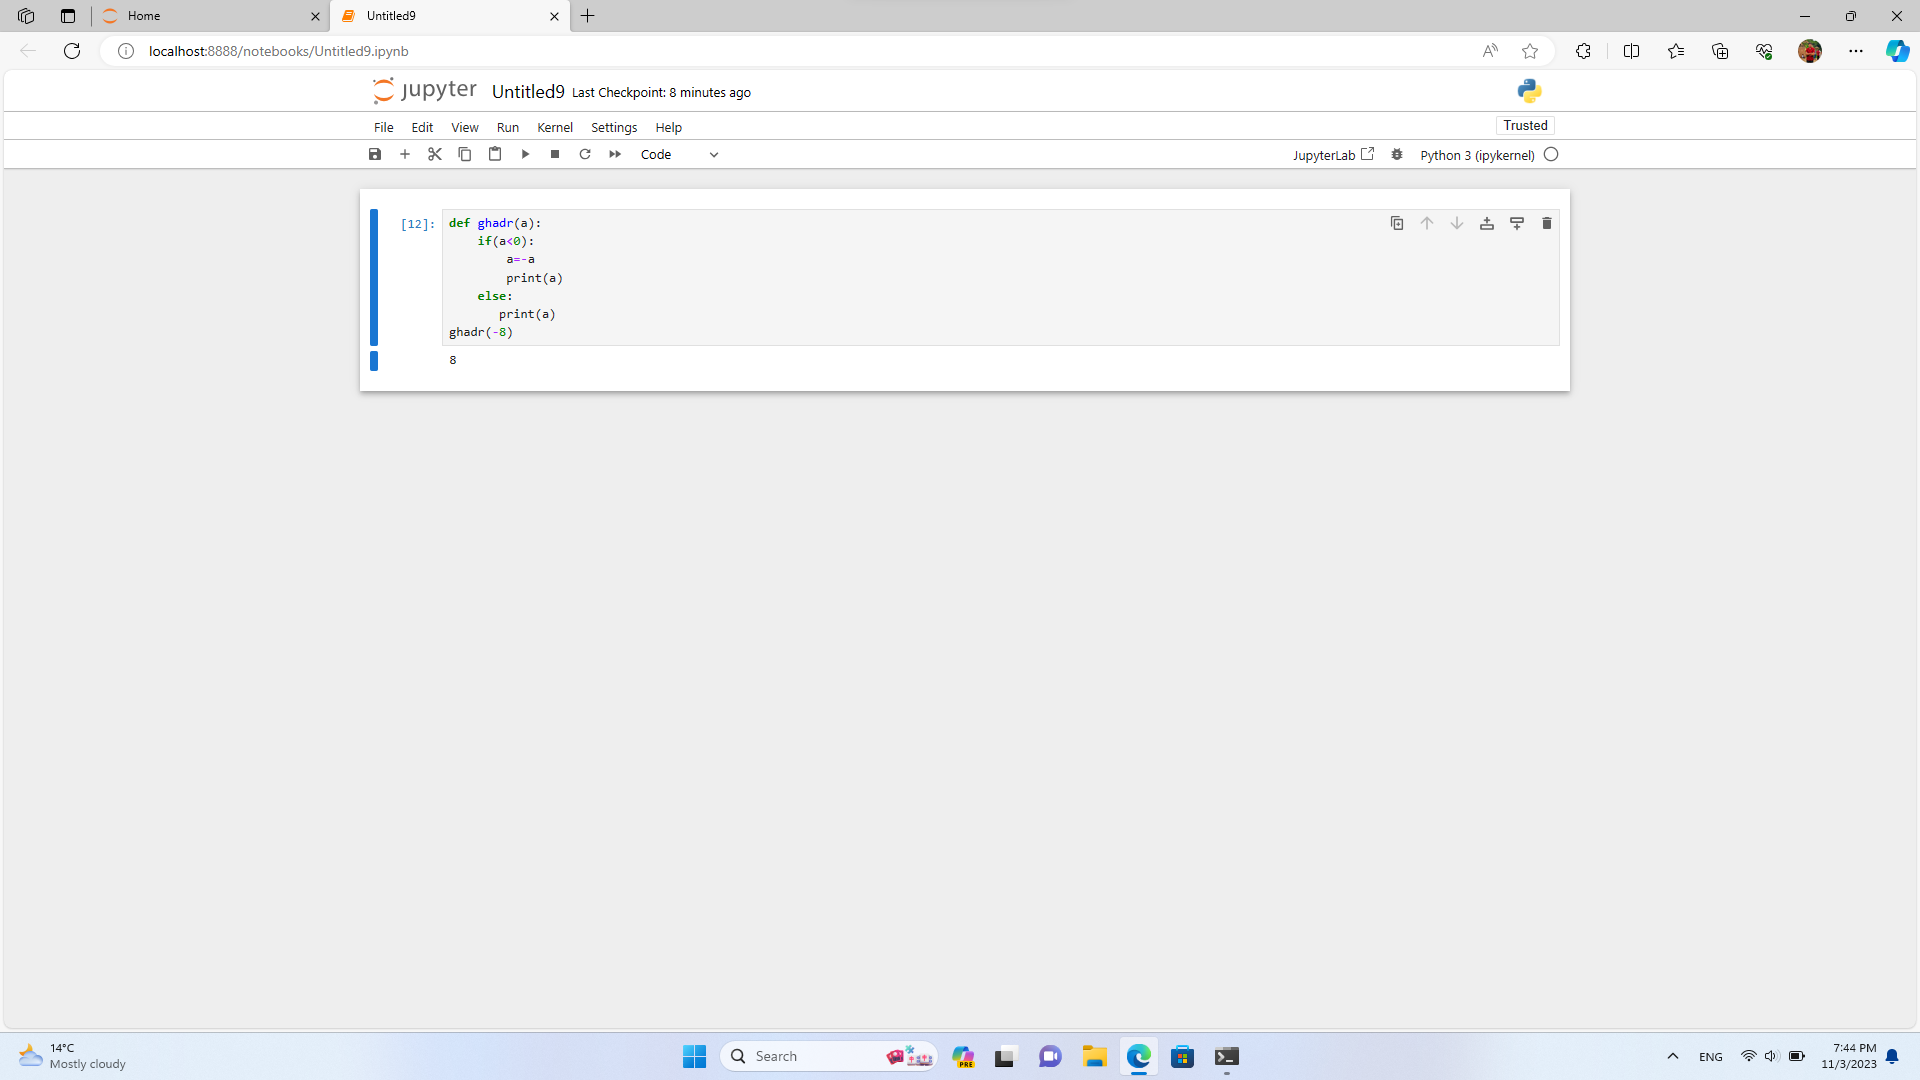 Home
Untitled9
localhost:8888/notebooks/Untitled9.ipynb
jupyter Untitled9 Last Checkpoint: 8 minutes ago
File Edit View Run Kernel Settings Help
Trusted
Code
JupyterLab
Python 3 (ipykernel)
[12]:
def ghadr(a):
    if(a<0):
        a=-a
        print(a)
    else:
       print(a)
ghadr(-8)
8
14°C
Mostly cloudy
Search
PRE
ENG
7:44 PM
11/3/2023